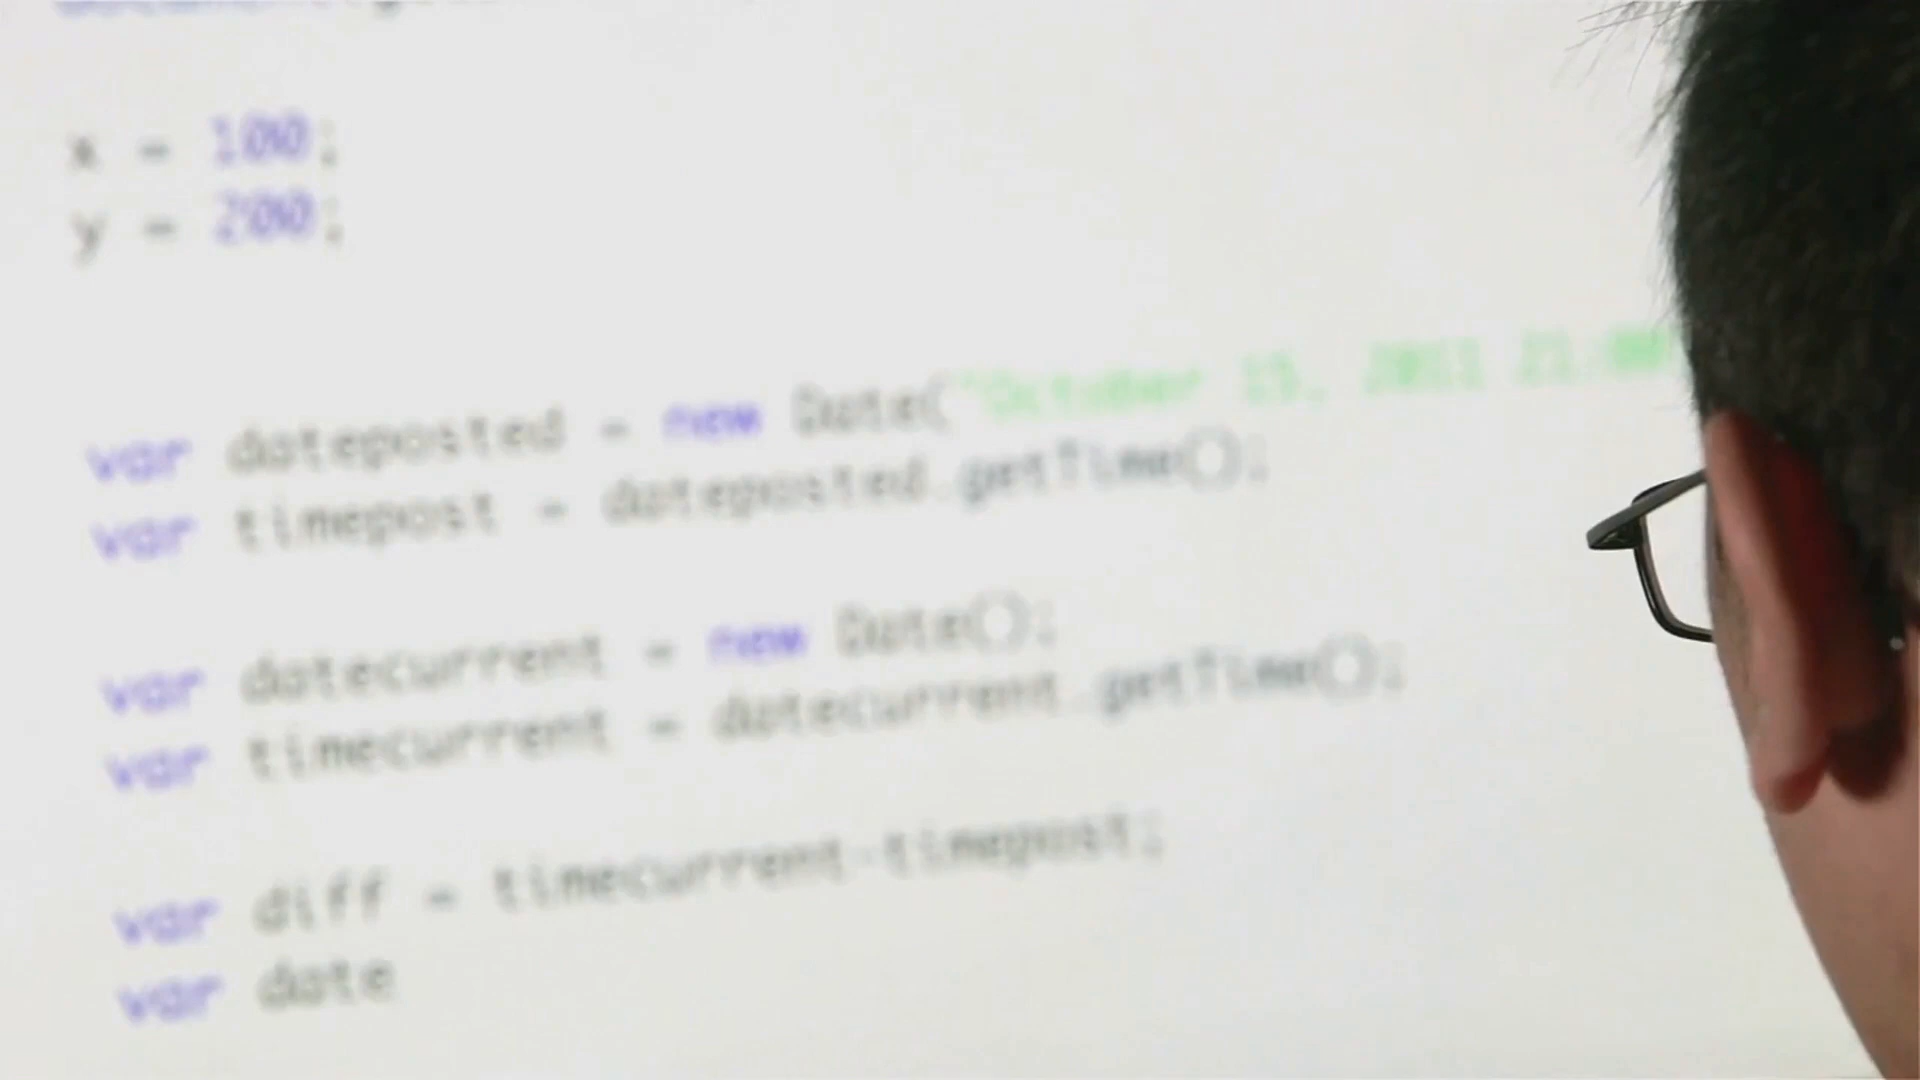 x = 100;
y = 200;
var dateposted = new Date("October 15, 2011 21:00
var timepost = dateposted.getTime();
var datecurrent = new Date();
var timecurrent = datecurrent.getTime();
var diff = timecurrent-timepost;
var date